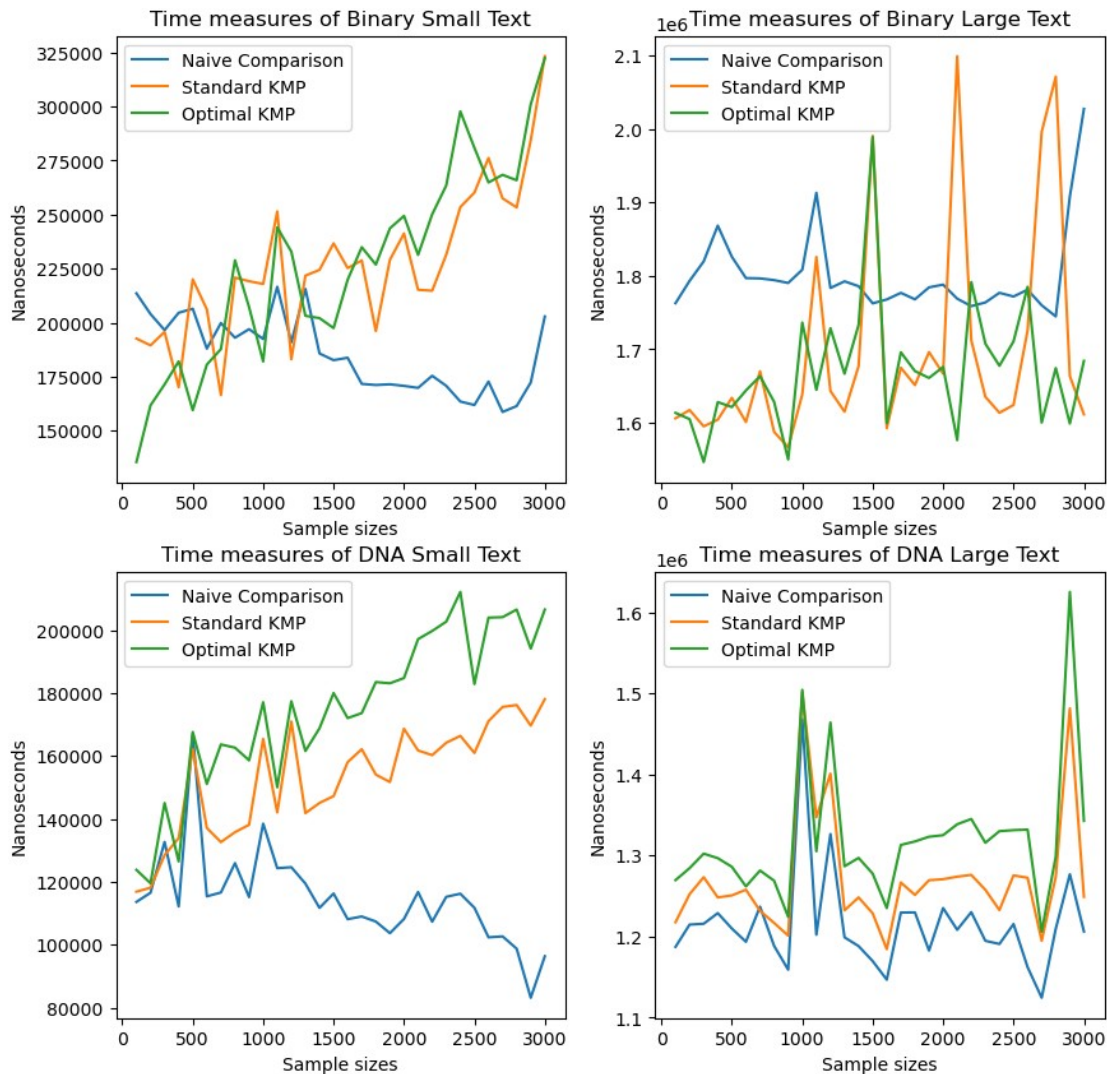 Time measures of Binary Small Text
Naive Comparison
Standard KMP
Optimal KMP
325000
300000
275000
250000
225000
200000
175000
150000
Nanoseconds
0 500 1000 1500 2000 2500 3000
Sample sizes
Time measures of Binary Large Text
1e6
Naive Comparison
Standard KMP
Optimal KMP
2.1
2.0
1.9
1.8
1.7
1.6
Nanoseconds
0 500 1000 1500 2000 2500 3000
Sample sizes
Time measures of DNA Small Text
Naive Comparison
Standard KMP
Optimal KMP
200000
180000
160000
140000
120000
100000
80000
Nanoseconds
0 500 1000 1500 2000 2500 3000
Sample sizes
Time measures of DNA Large Text
1e6
Naive Comparison
Standard KMP
Optimal KMP
1.6
1.5
1.4
1.3
1.2
1.1
Nanoseconds
0 500 1000 1500 2000 2500 3000
Sample sizes